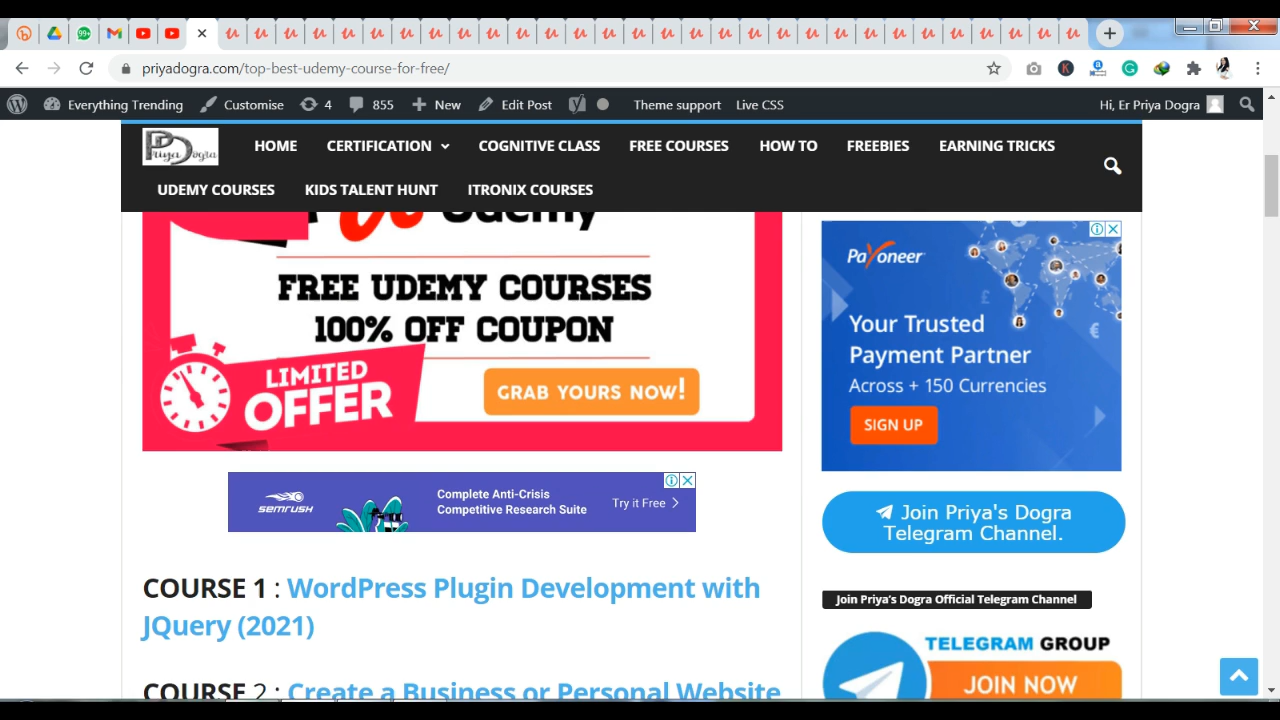 99+
priyadogra.com/top-best-udemy-course-for-free/
Everything Trending
Customise
4
855
New
Edit Post
Theme support
Live CSS
Hi, Er Priya Dogra
HOME
CERTIFICATION
COGNITIVE CLASS
FREE COURSES
HOW TO
FREEBIES
EARNING TRICKS
UDEMY COURSES
KIDS TALENT HUNT
ITRONIX COURSES
Udemy
FREE UDEMY COURSES
100% OFF COUPON
LIMITED
OFFER
GRAB YOURS NOW!
SEMRUSH
Complete Anti-Crisis
Competitive Research Suite
Try it Free >
COURSE 1 : WordPress Plugin Development with
JQuery (2021)
COURSE 2 : Create a Business or Personal Website
Payoneer
Your Trusted
Payment Partner
Across + 150 Currencies
SIGN UP
Join Priya's Dogra
Telegram Channel.
Join Priya's Dogra Official Telegram Channel
TELEGRAM GROUP
JOIN NOW